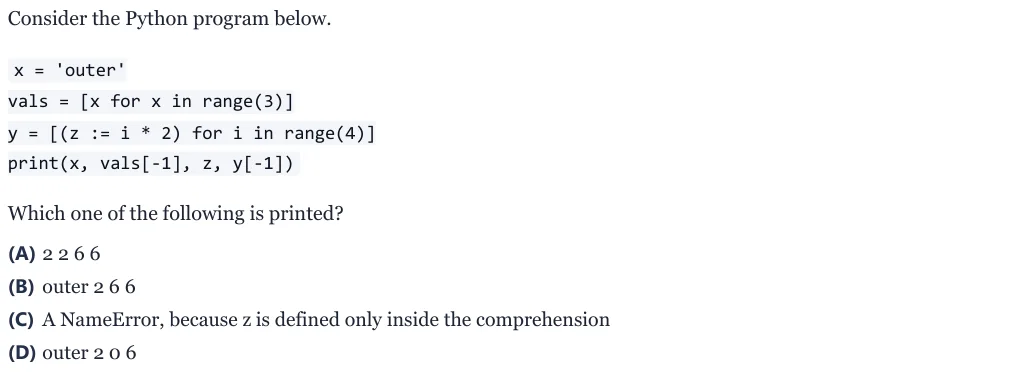 Consider the Python program below.
x = 'outer'
vals = [x for x in range(3)]
y = [(z := i * 2) for i in range(4)]
print(x, vals[-1], z, y[-1])
Which one of the following is printed?
(A) 2 2 6 6
(B) outer 2 6 6
(C) A NameError, because z is defined only inside the comprehension
(D) outer 2 0 6